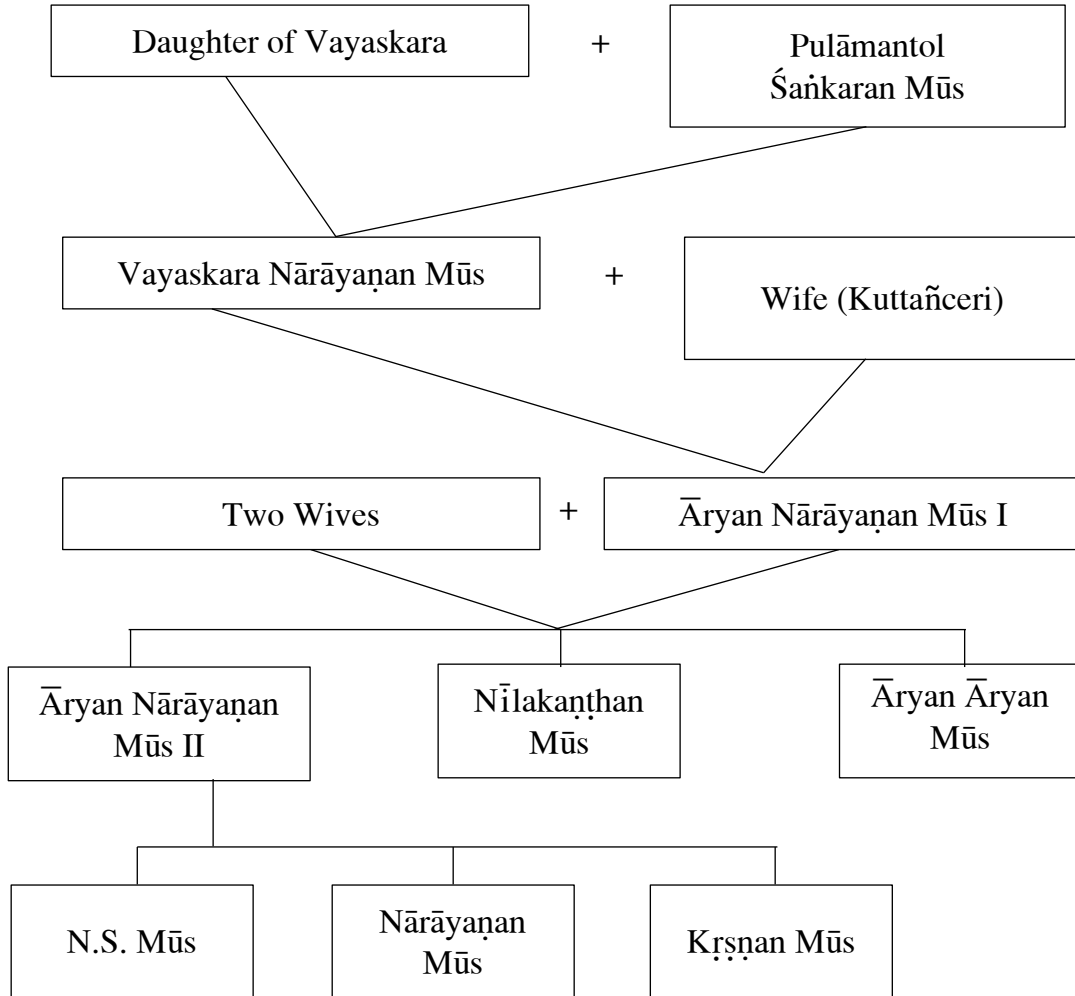 Daughter of Vayaskara
+
Pulāmantol
Śaṅkaran Mūs
Vayaskara Nārāyaṇan Mūs
+
Wife (Kuttañceri)
Two Wives
+
Āryan Nārāyaṇan Mūs I
Āryan Nārāyaṇan
Mūs II
Nīlakaṇṭhan
Mūs
Āryan Āryan
Mūs
N.S. Mūs
Nārāyaṇan
Mūs
Kṛṣṇan Mūs